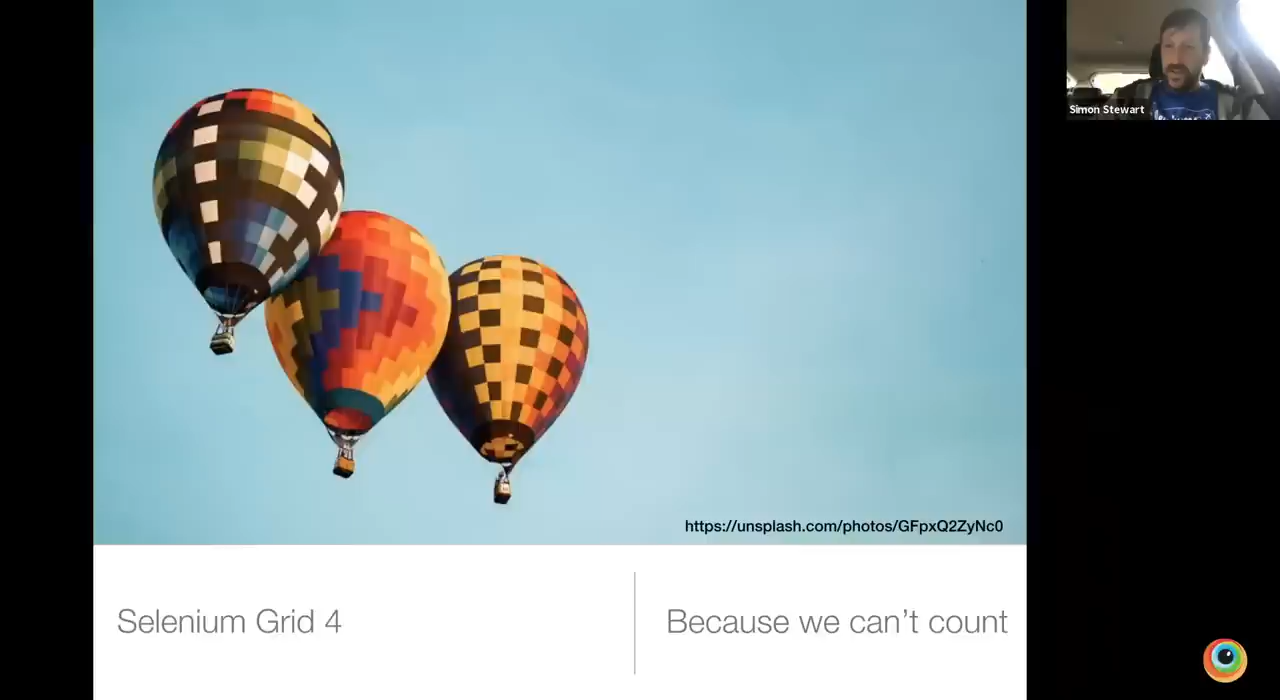 Simon Stewart
https://unsplash.com/photos/GFpxQ2ZyNc0
Selenium Grid 4
Because we can't count